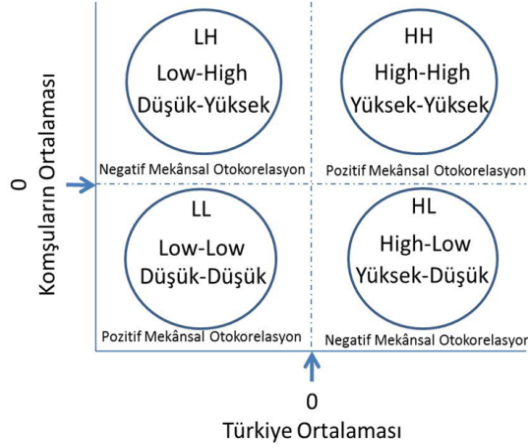 LH
Low-High
Düşük-Yüksek
Negatif Mekânsal Otokorelasyon
HH
High-High
Yüksek-Yüksek
Pozitif Mekânsal Otokorelasyon
LL
Low-Low
Düşük-Düşük
Pozitif Mekânsal Otokorelasyon
HL
High-Low
Yüksek-Düşük
Negatif Mekânsal Otokorelasyon
Komşuların Ortalaması
0
0
Türkiye Ortalaması